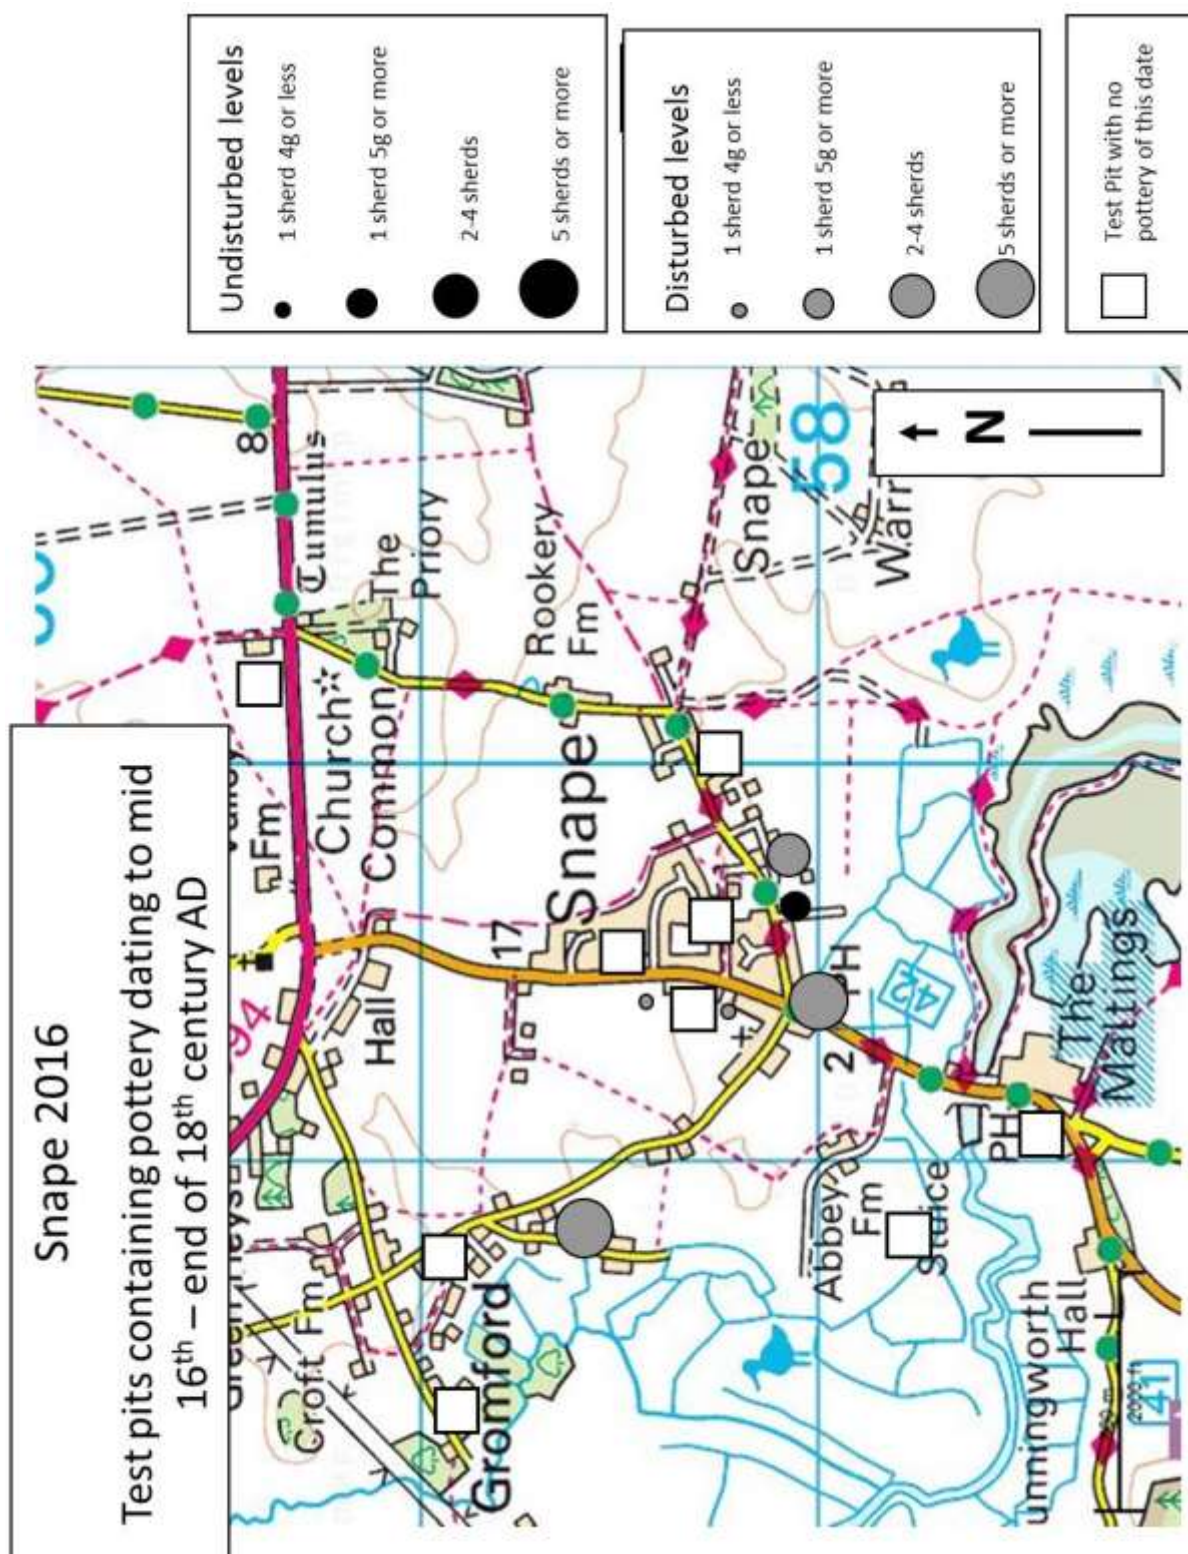 Snape 2016
Test pits containing pottery dating to mid
16th – end of 18th century AD
Undisturbed levels
1 sherd 4g or less
1 sherd 5g or more
2-4 sherds
5 sherds or more
Disturbed levels
1 sherd 4g or less
1 sherd 5g or more
2-4 sherds
5 sherds or more
Test Pit with no
pottery of this date
N
8
Tumulus
The
Priory
Church
Common
Fm
94
Hall
17
Snape
Rookery
Fm
Snape
Warr
58
Croft Fm
Gromford
PH
2
42
Abbey
Fm
Sluice
PH
The
Maltings
unningworth
Hall
2000 ft
41